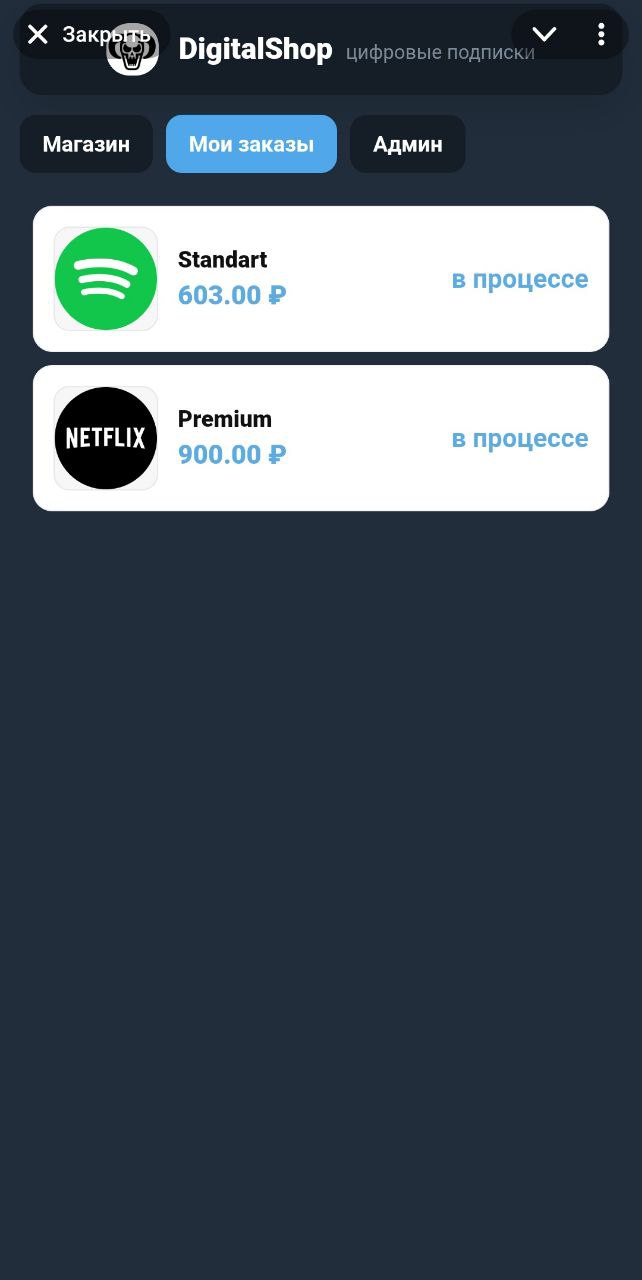 Закрыть
DigitalShop цифровые подписки
Магазин Мои заказы Админ
Standart
603.00 ₽
в процессе
NETFLIX
Premium
900.00 ₽
в процессе